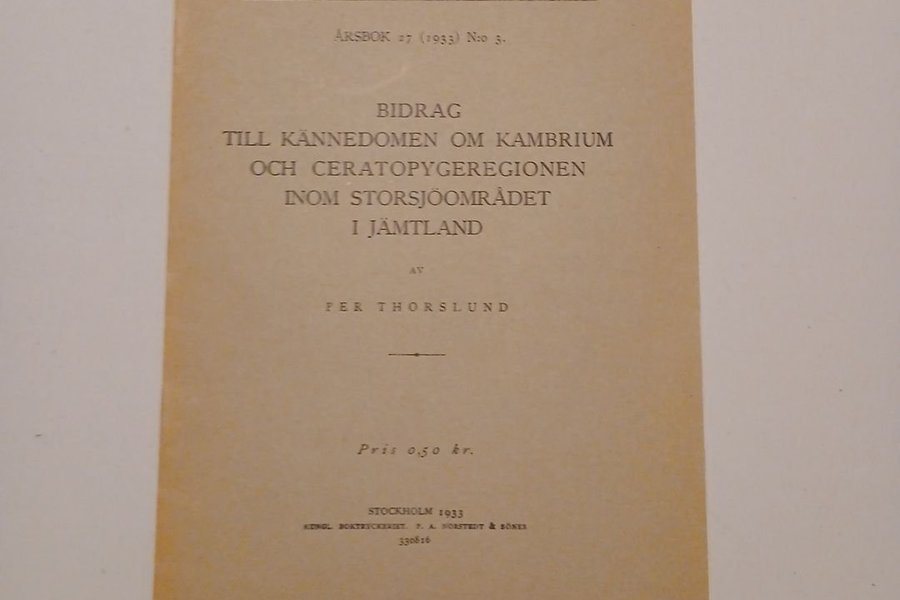 ÅRSBOK 27 (1933) N:o 3.
BIDRAG
TILL KÄNNEDOMEN OM KAMBRIUM
OCH CERATOPYGEREGIONEN
INOM STORSJÖOMRÅDET
I JÄMTLAND
AV
PER THORSLUND
Pris 0,50 kr.
STOCKHOLM 1933
KUNGL. BOKTRYCKERIET. P. A. NORSTEDT & SÖNER
330816